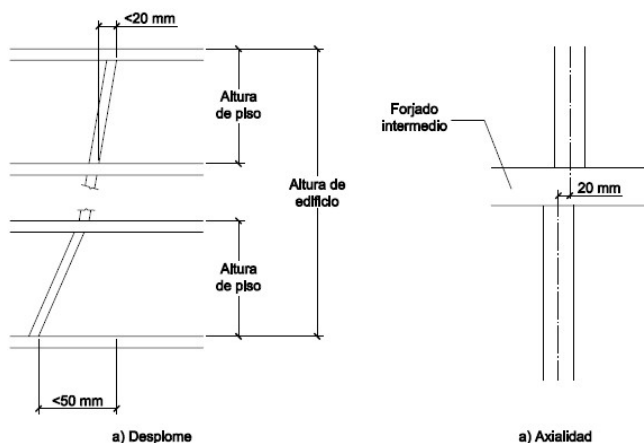 <20 mm
Altura
de piso
Altura de
edificio
Altura
de piso
<50 mm
a) Desplome
Forjado
intermedio
20 mm
a) Axialidad